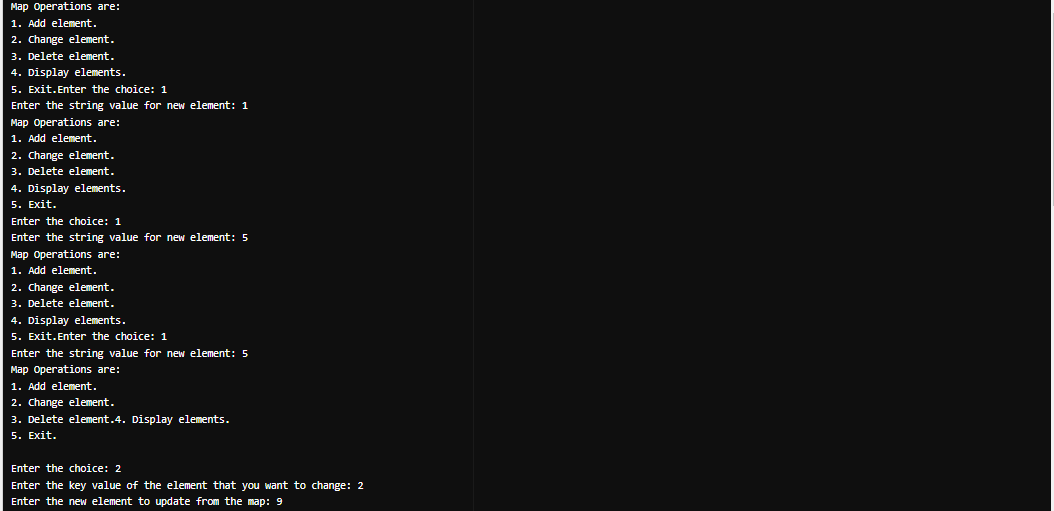 Map Operations are:
1. Add element.
2. Change element.
3. Delete element.
4. Display elements.
5. Exit.Enter the choice: 1
Enter the string value for new element: 1
Map Operations are:
1. Add element.
2. Change element.
3. Delete element.
4. Display elements.
5. Exit.
Enter the choice: 1
Enter the string value for new element: 5
Map Operations are:
1. Add element.
2. Change element.
3. Delete element.
4. Display elements.
5. Exit.Enter the choice: 1
Enter the string value for new element: 5
Map Operations are:
1. Add element.
2. Change element.
3. Delete element.4. Display elements.
5. Exit.
Enter the choice: 2
Enter the key value of the element that you want to change: 2
Enter the new element to update from the map: 9